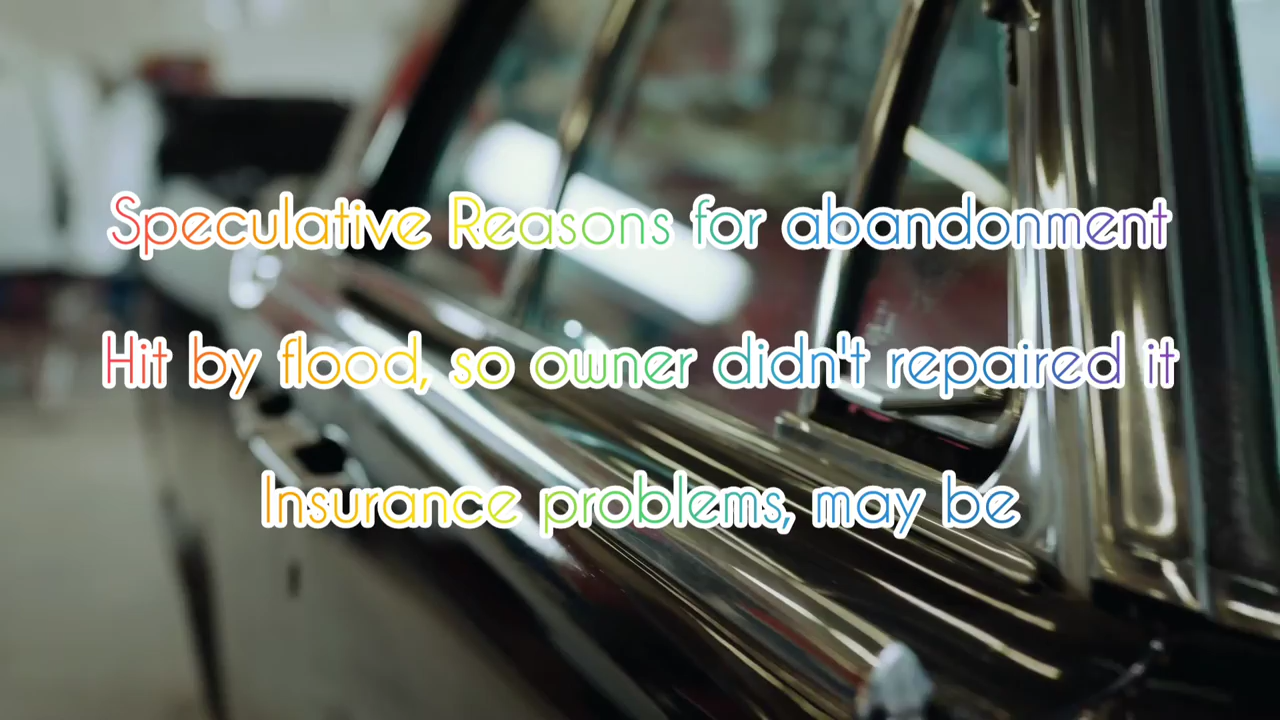 Speculative Reasons for abandonment
Hit by flood, so owner didn't repaired it
Insurance problems, may be